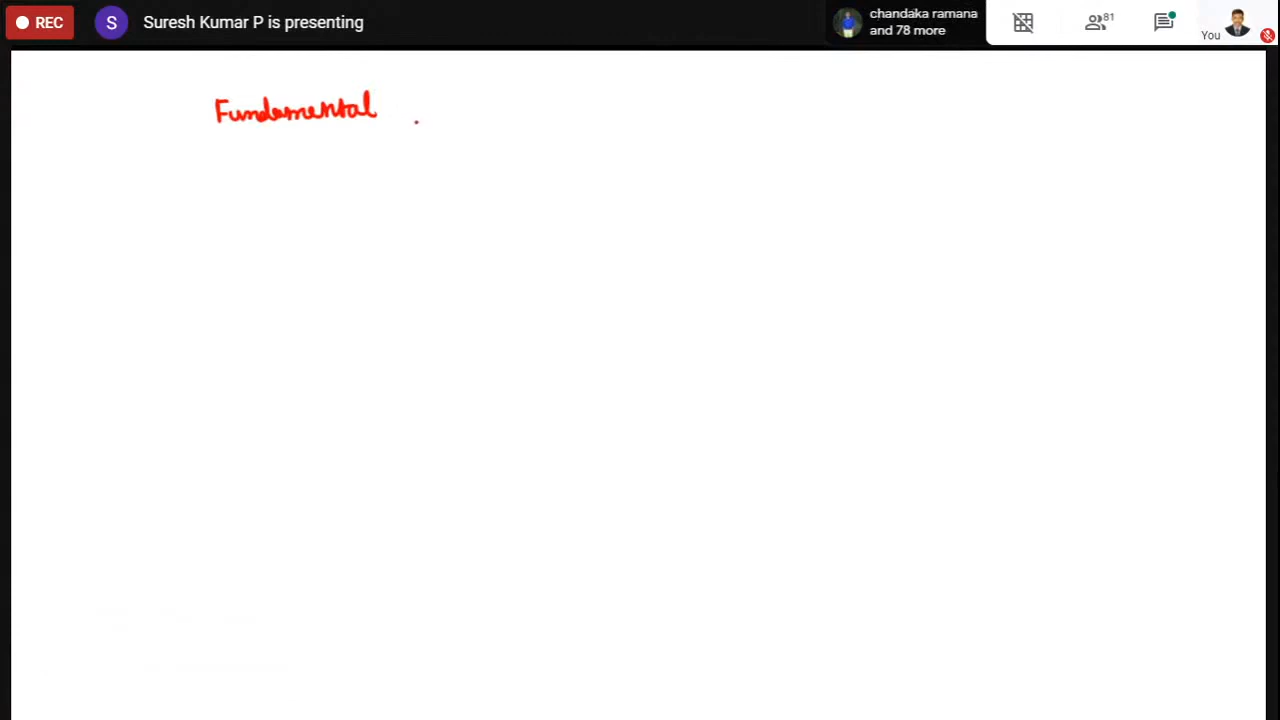 REC
S
Suresh Kumar P is presenting
chandaka ramana
and 78 more
81
You
Fundamental